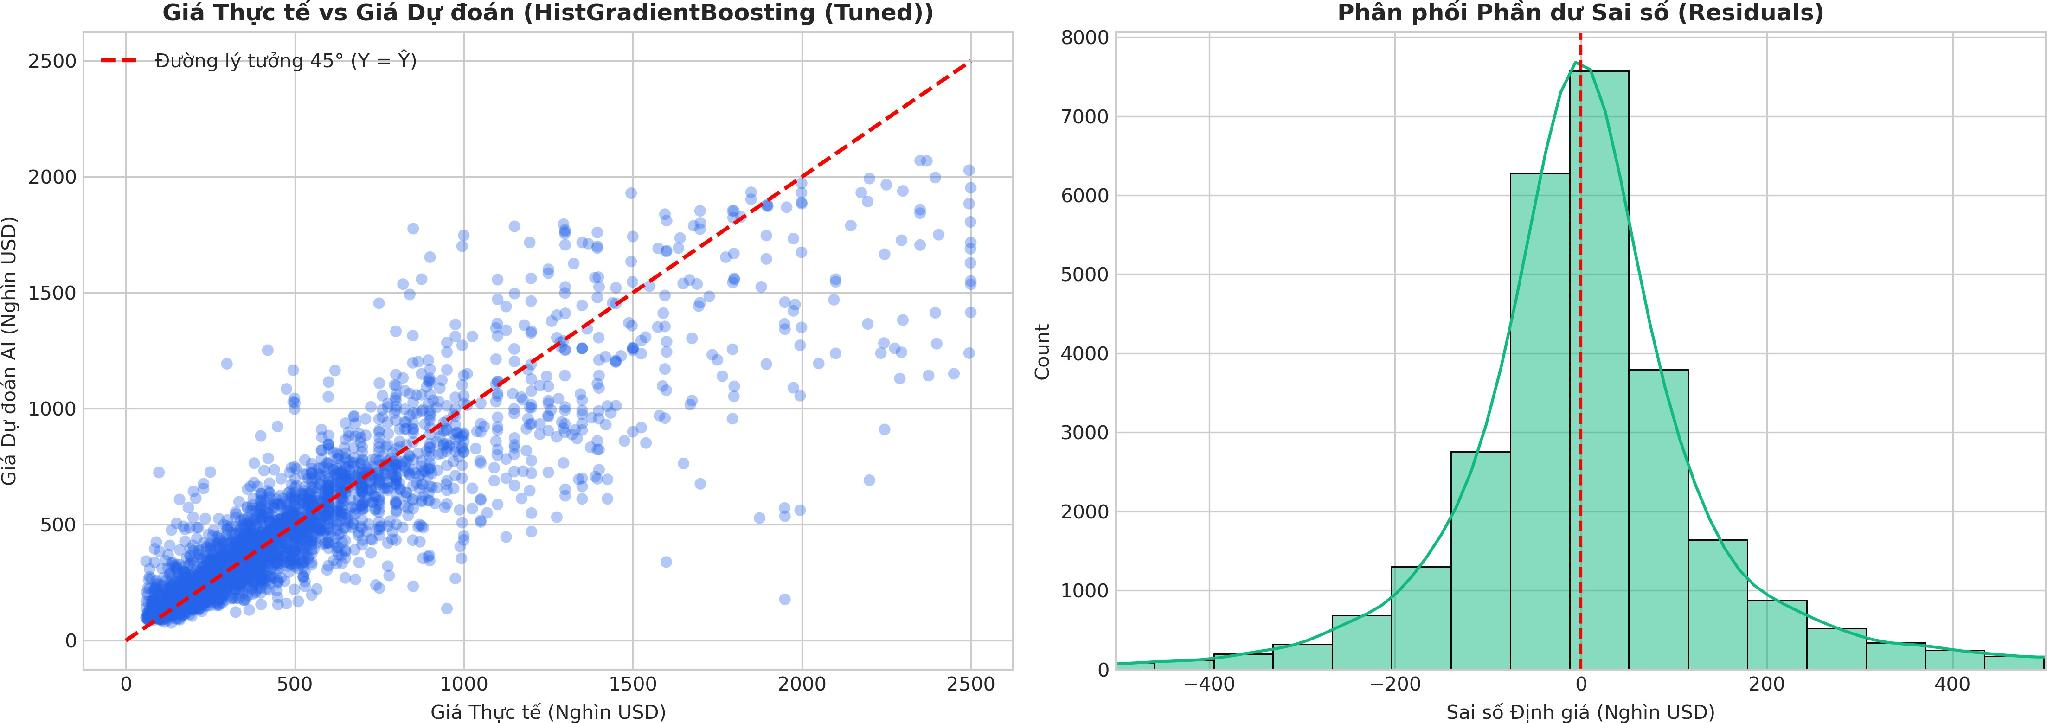 Giá Thực tế vs Giá Dự đoán (HistGradientBoosting (Tuned))
Đường lý tưởng 45° (Y = Ŷ)
Giá Dự đoán AI (Nghìn USD)
2500
2000
1500
1000
500
0
0 500 1000 1500 2000 2500
Giá Thực tế (Nghìn USD)
Phân phối Phần dư Sai số (Residuals)
Count
8000
7000
6000
5000
4000
3000
2000
1000
0
−400 −200 0 200 400
Sai số Định giá (Nghìn USD)